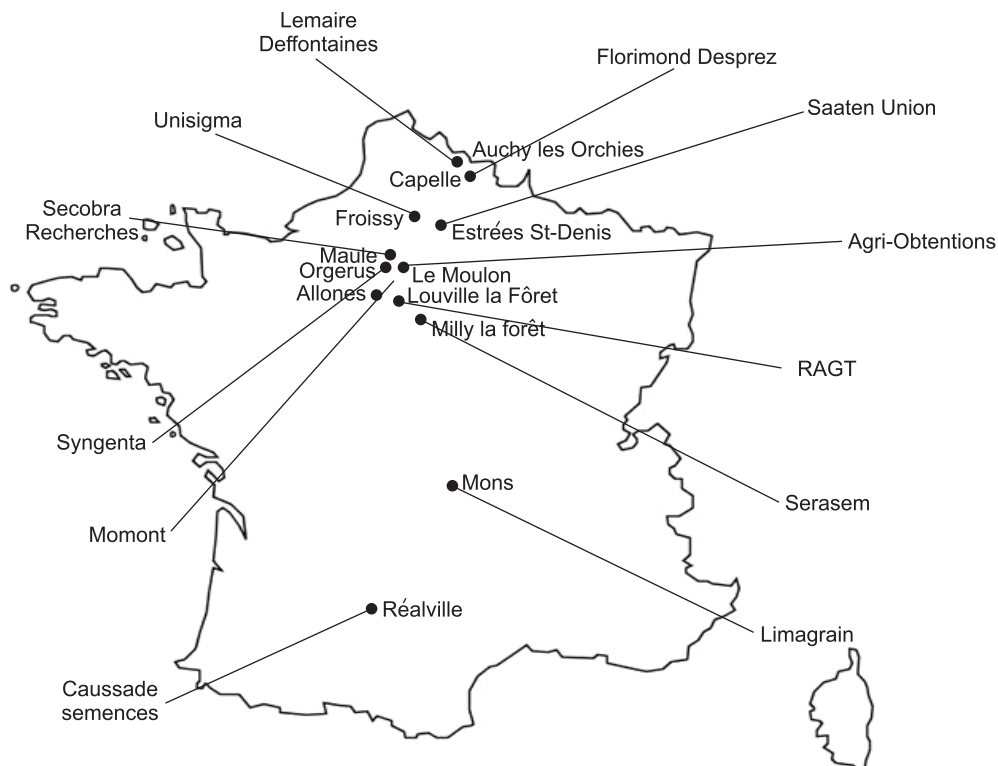 Lemaire
Deffontaines
Florimond Desprez
Saaten Union
Unisigma
Auchy les Orchies
Capelle
Secobra
Recherches
Froissy
Estrées St-Denis
Agri-Obtentions
Maule
Orgerus
Le Moulon
Allones
Louville la Fôret
Milly la forêt
RAGT
Syngenta
Mons
Serasem
Momont
Réalville
Limagrain
Caussade
semences